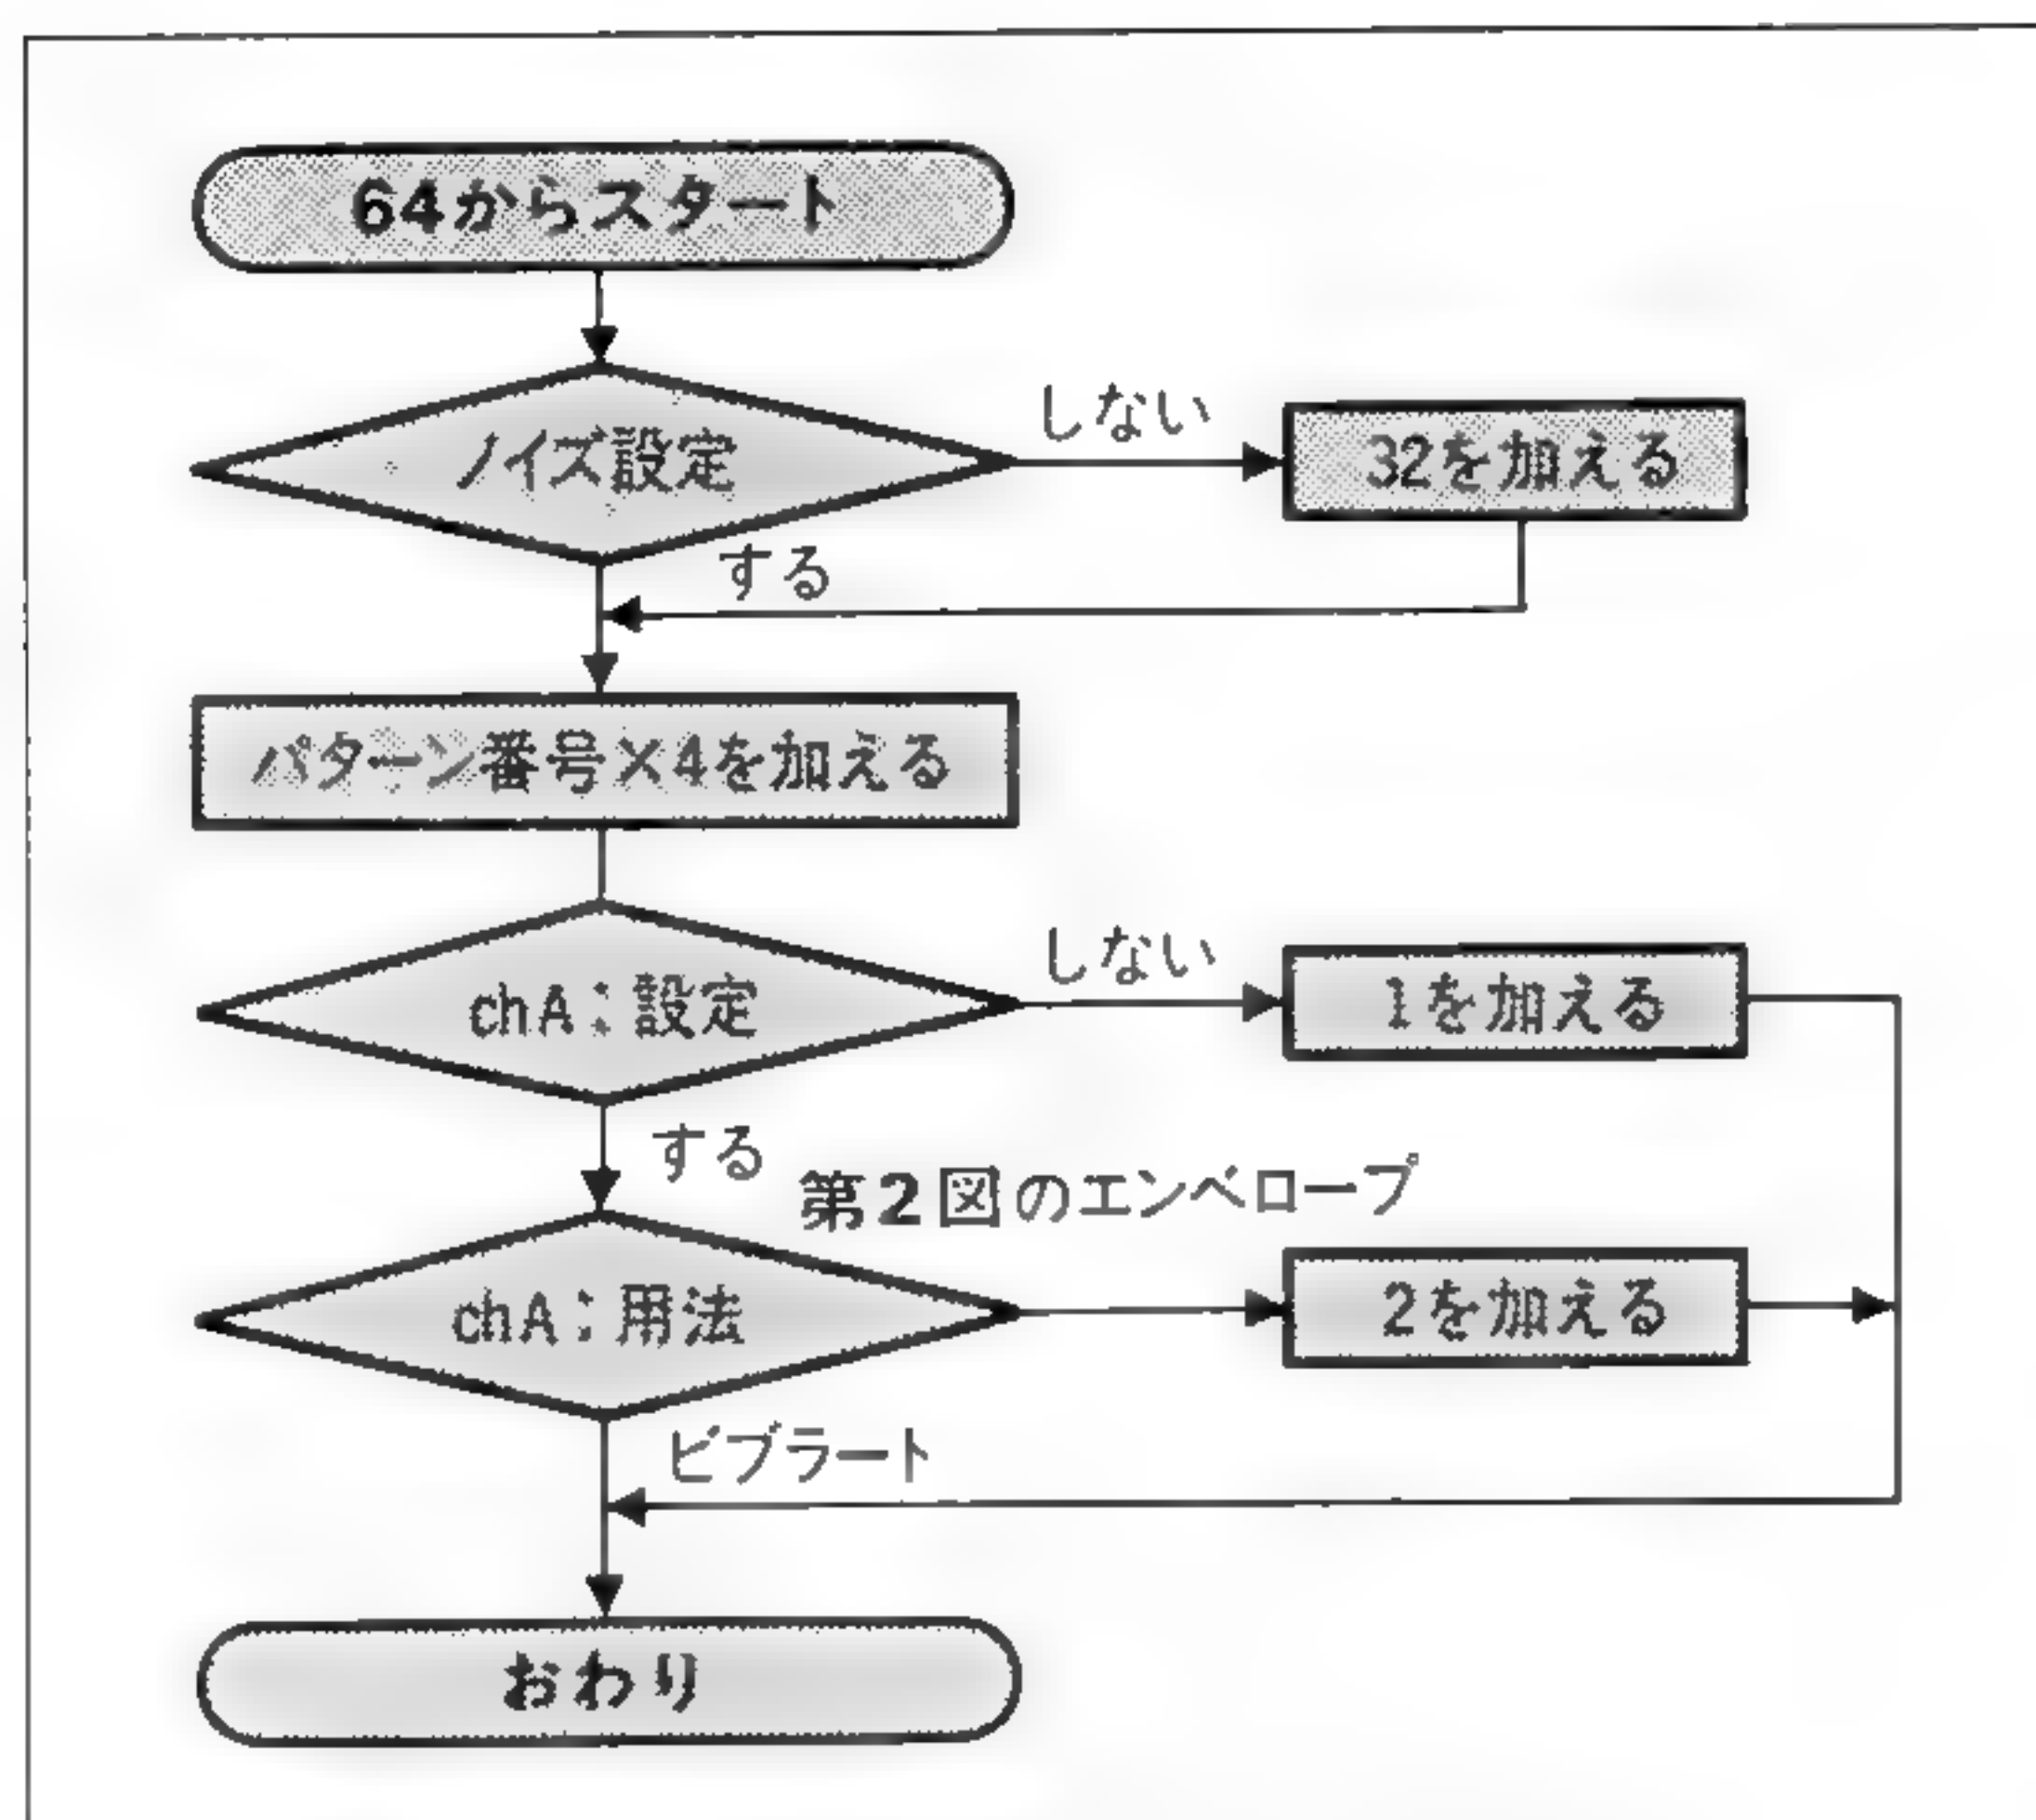 64からスタート
ノイズ設定
しない
32を加える
する
パターン番号×4を加える
chA:設定
しない
1を加える
する
第2図のエンベロープ
chA:用法
2を加える
ビブラート
おわり